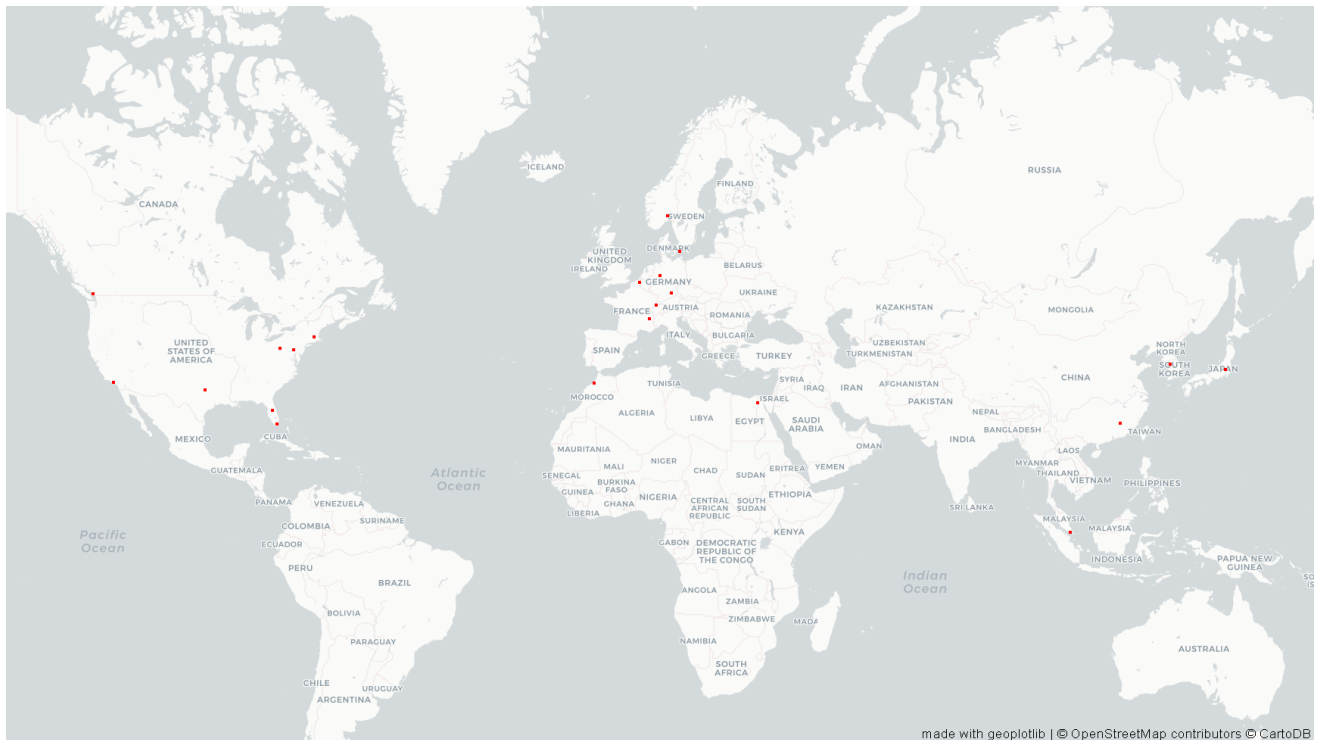 ICELAND
RUSSIA
FINLAND
CANADA
SWEDEN
DENMARK
UNITED
KINGDOM
IRELAND
BELARUS
GERMANY
UKRAINE
KAZAKHSTAN
MONGOLIA
FRANCE
AUSTRIA
ROMANIA
ITALY
BULGARIA
UNITED
STATES OF
AMERICA
SPAIN
GREECE
TURKEY
UZBEKISTAN
TURKMENISTAN
NORTH
KOREA
SOUTH
KOREA
JAPAN
CHINA
TUNISIA
SYRIA
IRAQ
IRAN
AFGHANISTAN
MOROCCO
ISRAEL
PAKISTAN
ALGERIA
LIBYA
EGYPT
SAUDI
ARABIA
NEPAL
BANGLADESH
TAIWAN
MEXICO
CUBA
INDIA
OMAN
MAURITANIA
LAOS
MYANMAR
GUATEMALA
Atlantic
Ocean
SENEGAL
MALI
NIGER
CHAD
SUDAN
ERITREA
YEMEN
THAILAND
VIETNAM
PHILIPPINES
BURKINA
FASO
GUINEA
NIGERIA
ETHIOPIA
PANAMA
VENEZUELA
GHANA
LIBERIA
CENTRAL
AFRICAN
REPUBLIC
SOUTH
SUDAN
SRI LANKA
COLOMBIA
SURINAME
MALAYSIA
MALAYSIA
Pacific
Ocean
ECUADOR
GABON
DEMOCRATIC
REPUBLIC OF
THE CONGO
KENYA
INDONESIA
PAPUA NEW
GUINEA
PERU
BRAZIL
Indian
Ocean
SO
IS
ANGOLA
ZAMBIA
BOLIVIA
ZIMBABWE
MADA
PARAGUAY
NAMIBIA
AUSTRALIA
SOUTH
AFRICA
CHILE
URUGUAY
ARGENTINA
made with geoplotlib | © OpenStreetMap contributors © CartoDB